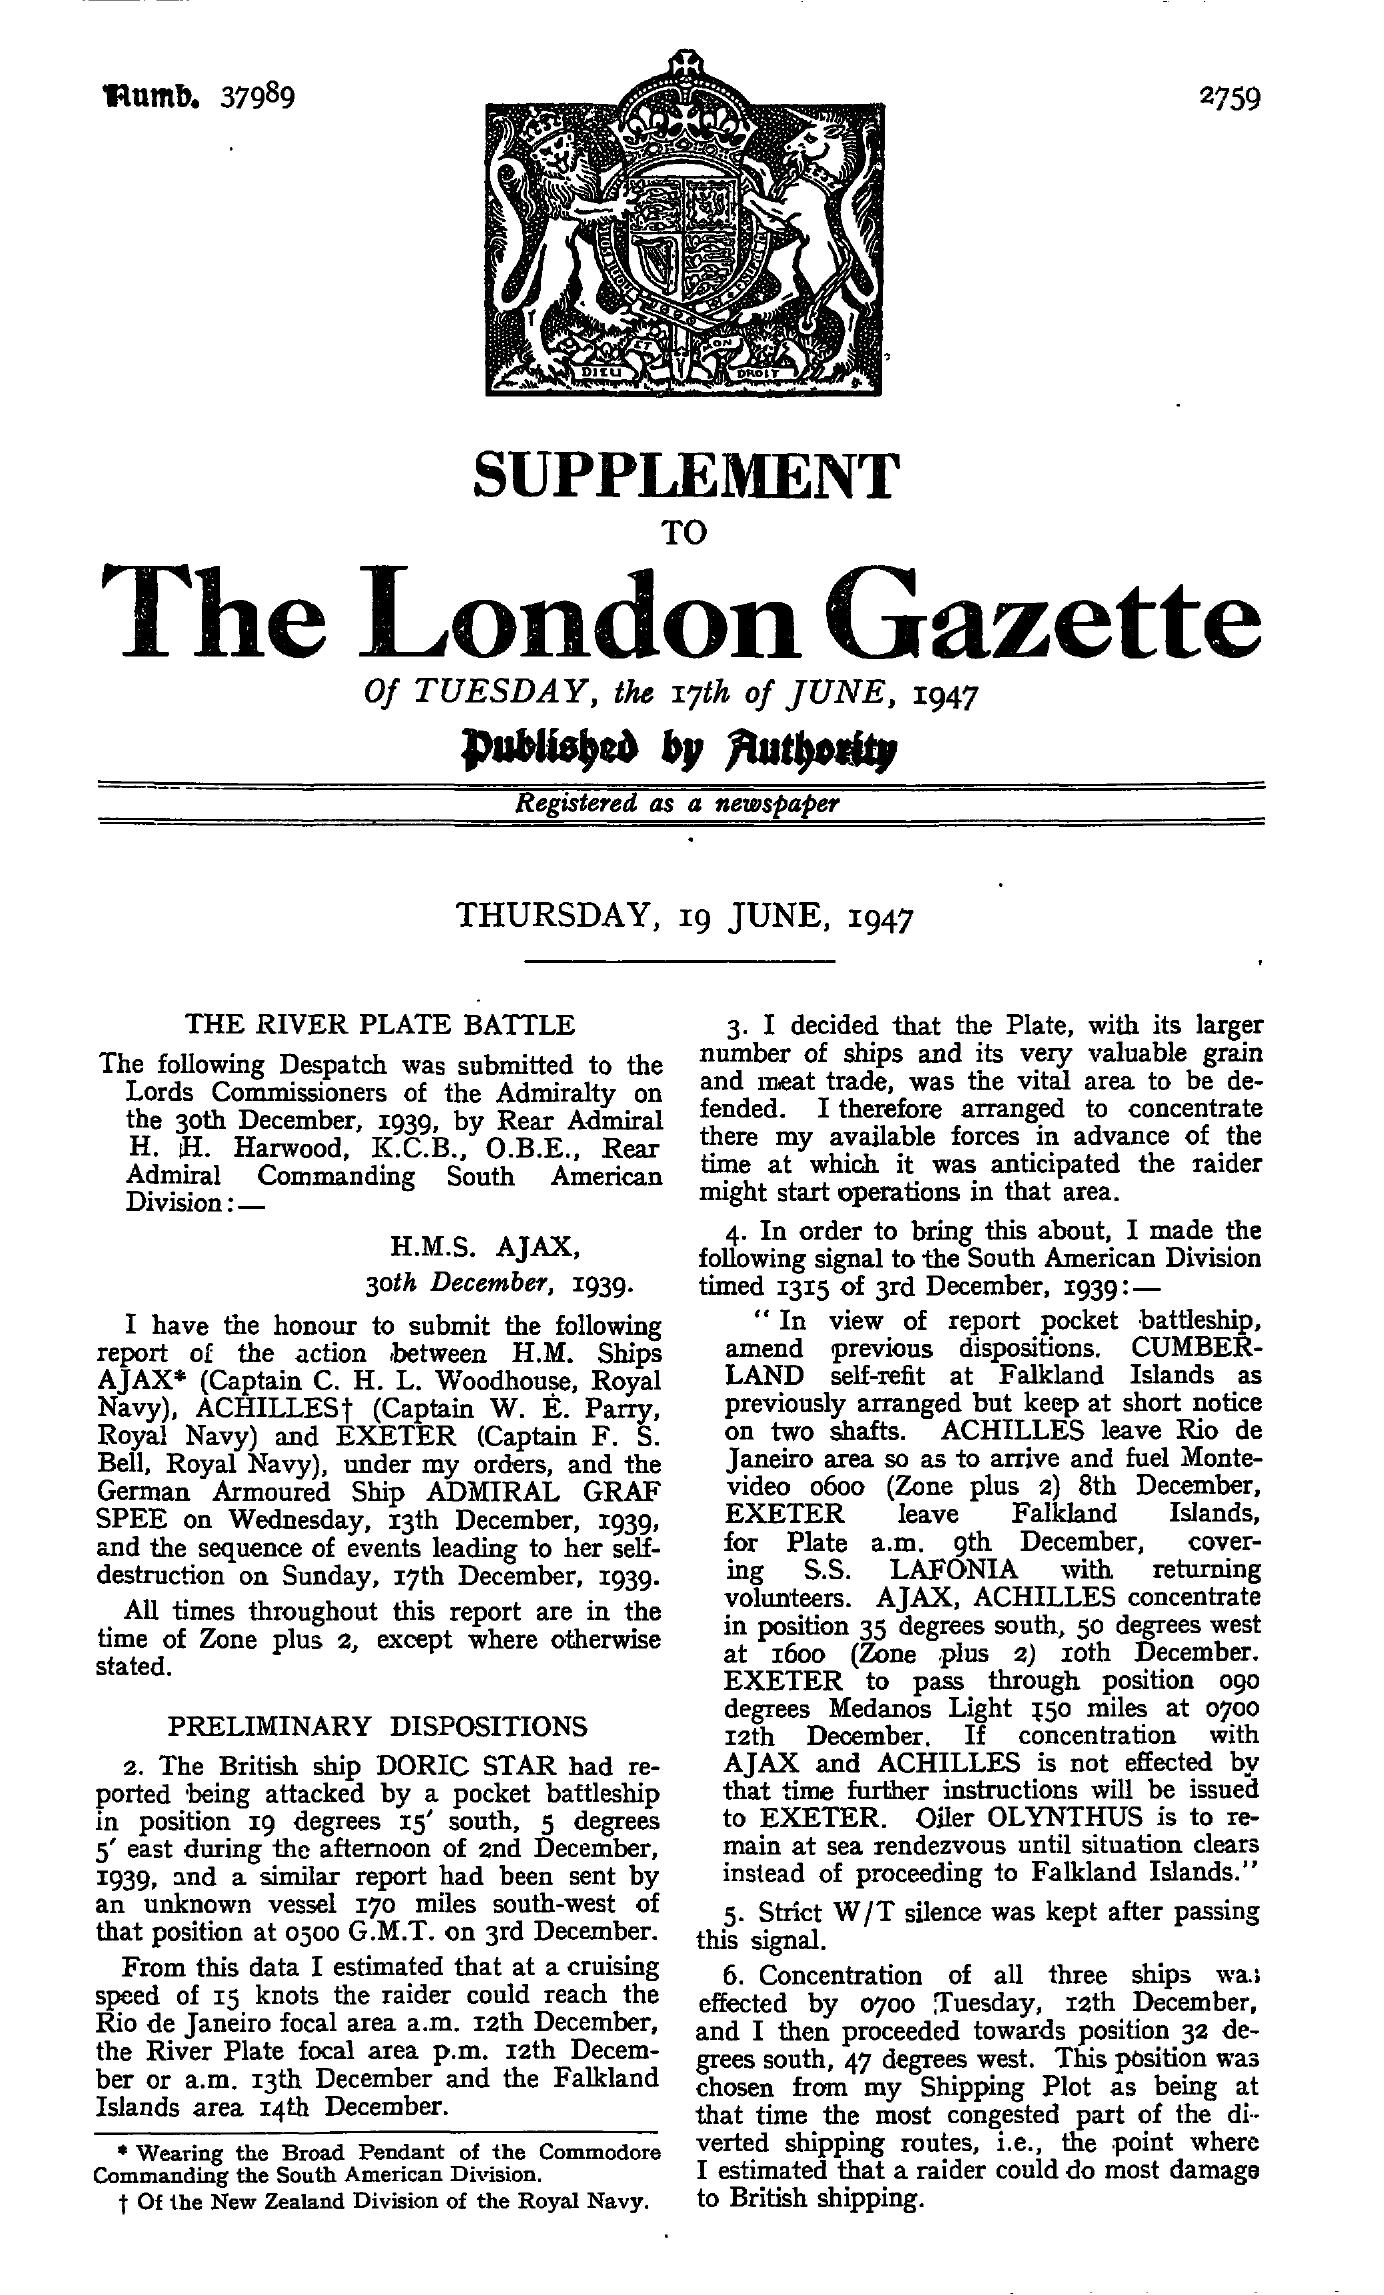 Numb. 37989
2759
DIEU
ET
MON
DROIT
SUPPLEMENT
TO
The London Gazette
Of TUESDAY, the 17th of JUNE, 1947
Published by Authority
Registered as a newspaper
THURSDAY, 19 JUNE, 1947
THE RIVER PLATE BATTLE
The following Despatch was submitted to the
Lords Commissioners of the Admiralty on
the 30th December, 1939, by Rear Admiral
H. H. Harwood, K.C.B., O.B.E., Rear
Admiral Commanding South American
Division:—
H.M.S. AJAX,
30th December, 1939.
I have the honour to submit the following
report of the action between H.M. Ships
AJAX* (Captain C. H. L. Woodhouse, Royal
Navy), ACHILLES† (Captain W. E. Parry,
Royal Navy) and EXETER (Captain F. S.
Bell, Royal Navy), under my orders, and the
German Armoured Ship ADMIRAL GRAF
SPEE on Wednesday, 13th December, 1939,
and the sequence of events leading to her self-
destruction on Sunday, 17th December, 1939.
All times throughout this report are in the
time of Zone plus 2, except where otherwise
stated.
PRELIMINARY DISPOSITIONS
2. The British ship DORIC STAR had re-
ported being attacked by a pocket battleship
in position 19 degrees 15′ south, 5 degrees
5′ east during the afternoon of 2nd December,
1939, and a similar report had been sent by
an unknown vessel 170 miles south-west of
that position at 0500 G.M.T. on 3rd December.
From this data I estimated that at a cruising
speed of 15 knots the raider could reach the
Rio de Janeiro focal area a.m. 12th December,
the River Plate focal area p.m. 12th Decem-
ber or a.m. 13th December and the Falkland
Islands area 14th December.
* Wearing the Broad Pendant of the Commodore
Commanding the South American Division.
† Of the New Zealand Division of the Royal Navy.
3. I decided that the Plate, with its larger
number of ships and its very valuable grain
and meat trade, was the vital area to be de-
fended. I therefore arranged to concentrate
there my available forces in advance of the
time at which it was anticipated the raider
might start operations in that area.
4. In order to bring this about, I made the
following signal to the South American Division
timed 1315 of 3rd December, 1939:—
"In view of report pocket battleship,
amend previous dispositions. CUMBER-
LAND self-refit at Falkland Islands as
previously arranged but keep at short notice
on two shafts. ACHILLES leave Rio de
Janeiro area so as to arrive and fuel Monte-
video 0600 (Zone plus 2) 8th December,
EXETER leave Falkland Islands,
for Plate a.m. 9th December, cover-
ing S.S. LAFONIA with returning
volunteers. AJAX, ACHILLES concentrate
in position 35 degrees south, 50 degrees west
at 1600 (Zone plus 2) 10th December.
EXETER to pass through position 090
degrees Medanos Light 150 miles at 0700
12th December. If concentration with
AJAX and ACHILLES is not effected by
that time further instructions will be issued
to EXETER. Oiler OLYNTHUS is to re-
main at sea rendezvous until situation clears
instead of proceeding to Falkland Islands."
5. Strict W/T silence was kept after passing
this signal.
6. Concentration of all three ships was
effected by 0700 Tuesday, 12th December,
and I then proceeded towards position 32 de-
grees south, 47 degrees west. This position was
chosen from my Shipping Plot as being at
that time the most congested part of the di-
verted shipping routes, i.e., the point where
I estimated that a raider could do most damage
to British shipping.